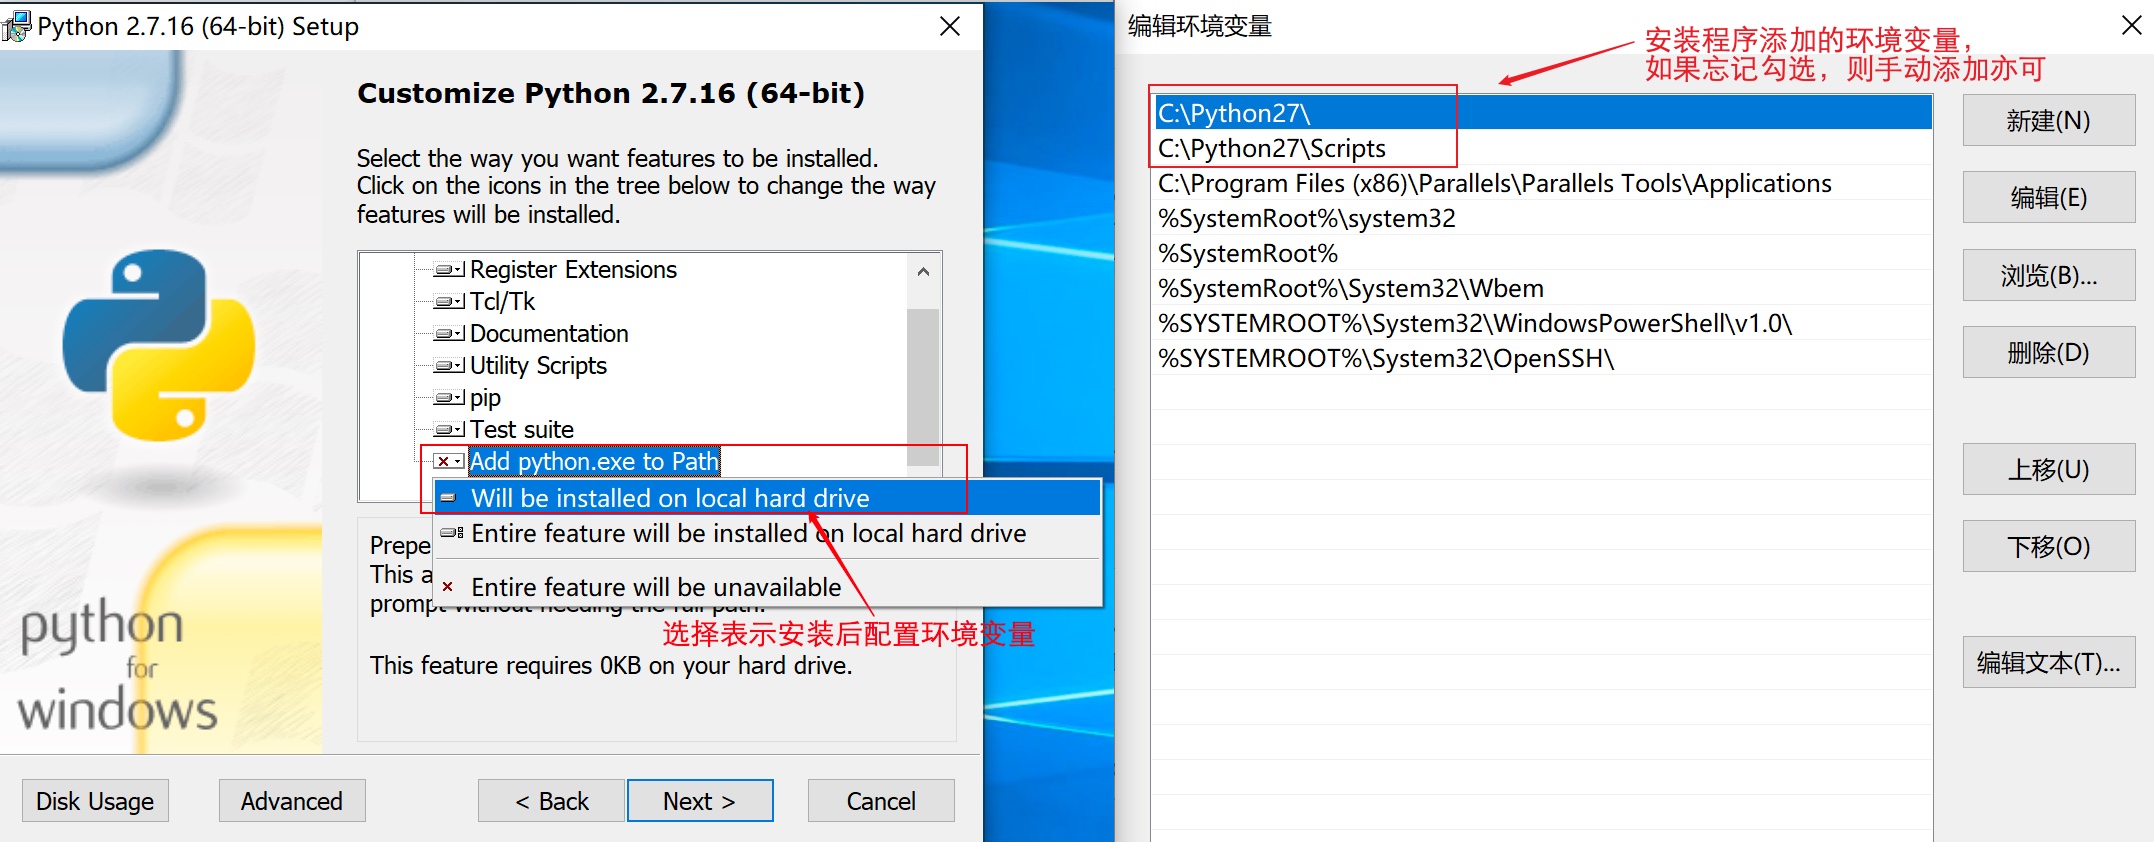 Python 2.7.16 (64-bit) Setup
Customize Python 2.7.16 (64-bit)
Select the way you want features to be installed.
Click on the icons in the tree below to change the way
features will be installed.
Register Extensions
Tcl/Tk
Documentation
Utility Scripts
pip
Test suite
Add python.exe to Path
Will be installed on local hard drive
Entire feature will be installed on local hard drive
Entire feature will be unavailable
Prepe
This a
prompt without needing the full path.
选择表示安装后配置环境变量
This feature requires 0KB on your hard drive.
python
for
windows
Disk Usage
Advanced
< Back
Next >
Cancel
编辑环境变量
安装程序添加的环境变量，
如果忘记勾选，则手动添加亦可
C:\Python27\
C:\Python27\Scripts
C:\Program Files (x86)\Parallels\Parallels Tools\Applications
%SystemRoot%\system32
%SystemRoot%
%SystemRoot%\System32\Wbem
%SYSTEMROOT%\System32\WindowsPowerShell\v1.0\
%SYSTEMROOT%\System32\OpenSSH\
新建(N)
编辑(E)
浏览(B)...
删除(D)
上移(U)
下移(O)
编辑文本(T)...